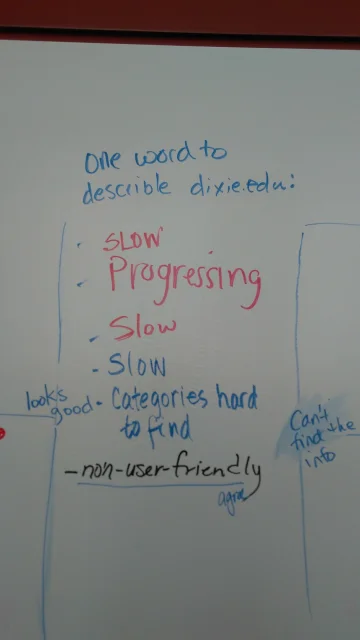 One word to
describle dixie.edu:
· SLOW
· Progressing
- Slow
- SLOW
looks
good - Categories hard
to find
Can't
find the
info
- non-user-friendly
agree